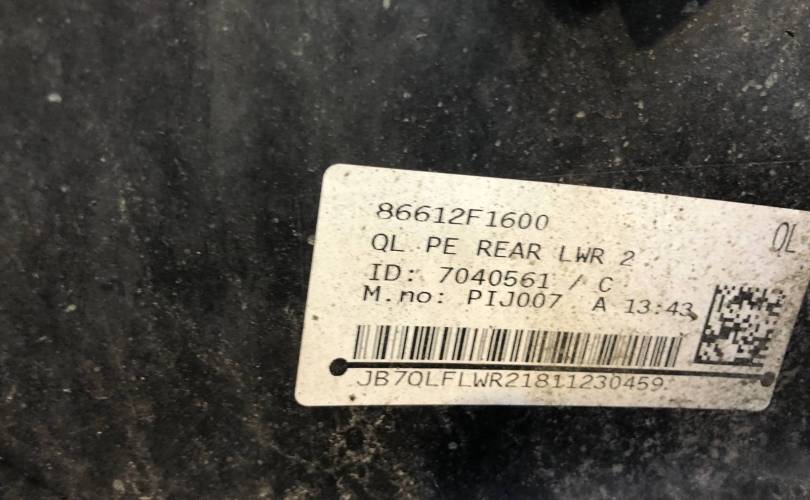 86612F1600
QL PE REAR LWR 2
QL
ID: 7040561 / C
M.no: PIJ007 A 13:43
JB7QLFLWR21811230459